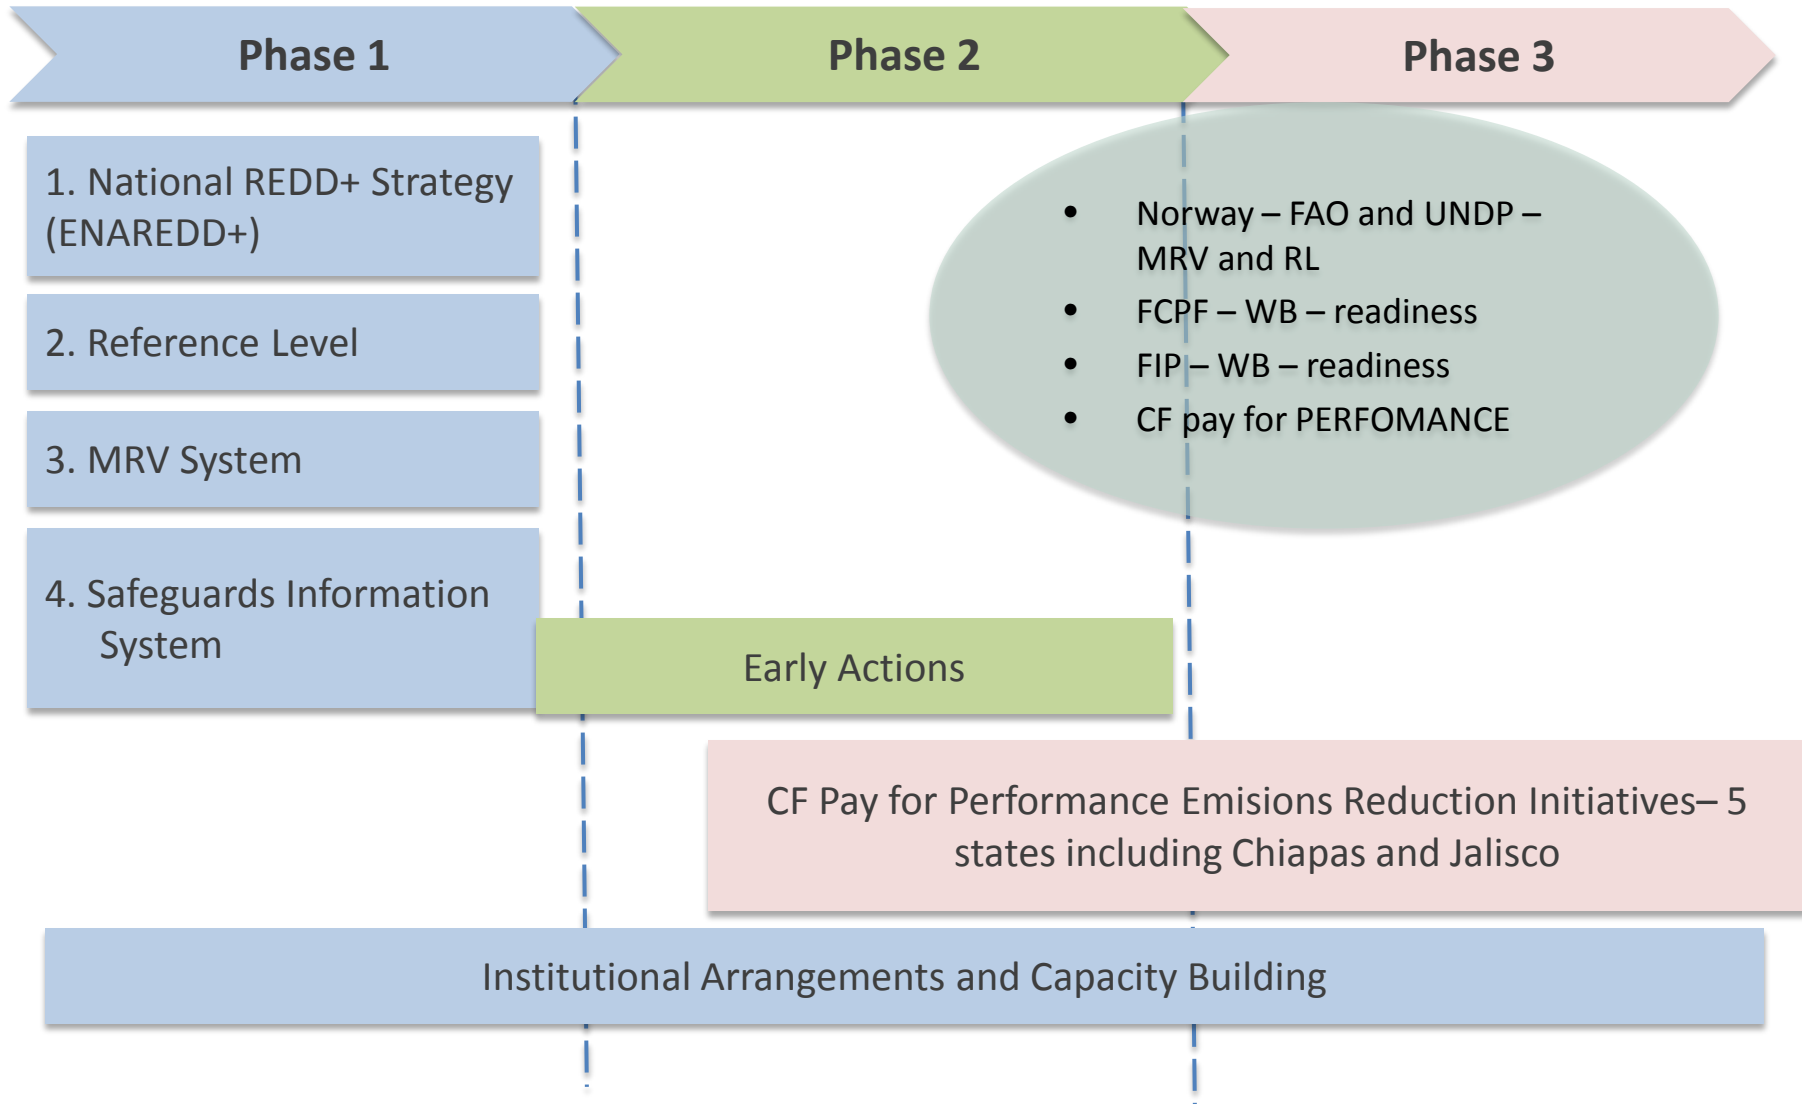 Phase 1
Phase 2
Phase 3
1. National REDD+ Strategy
(ENAREDD+)
2. Reference Level
3. MRV System
4. Safeguards Information
System
• Norway – FAO and UNDP –
MRV and RL
• FCPF – WB – readiness
• FIP – WB – readiness
• CF pay for PERFOMANCE
Early Actions
CF Pay for Performance Emisions Reduction Initiatives– 5
states including Chiapas and Jalisco
Institutional Arrangements and Capacity Building